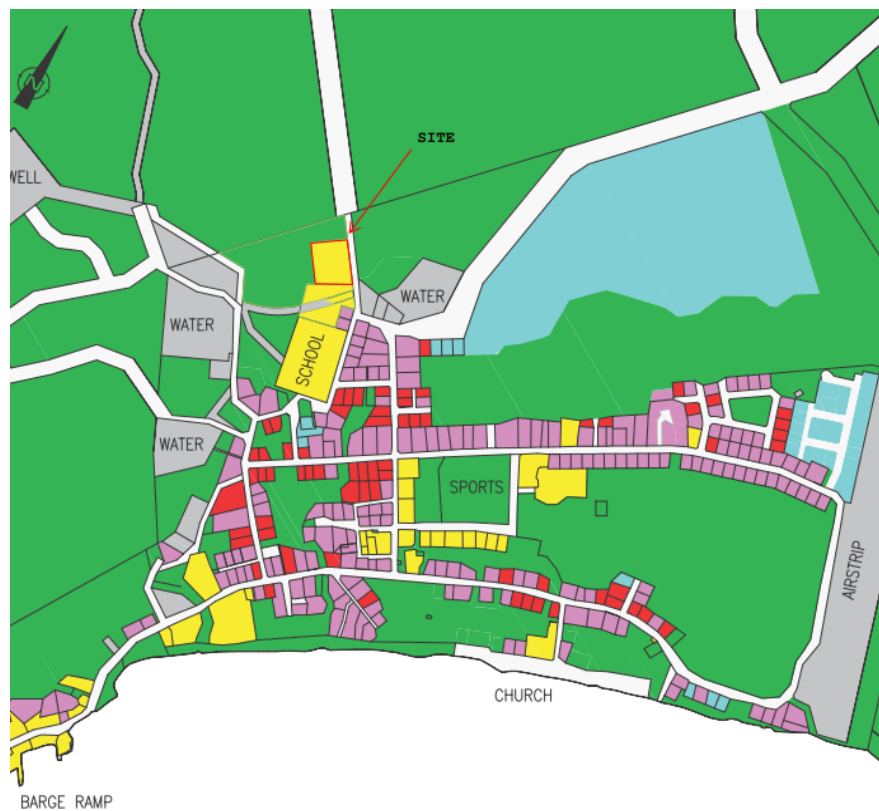 N
SITE
WELL
WATER
WATER
SCHOOL
WATER
SPORTS
AIRSTRIP
CHURCH
BARGE RAMP